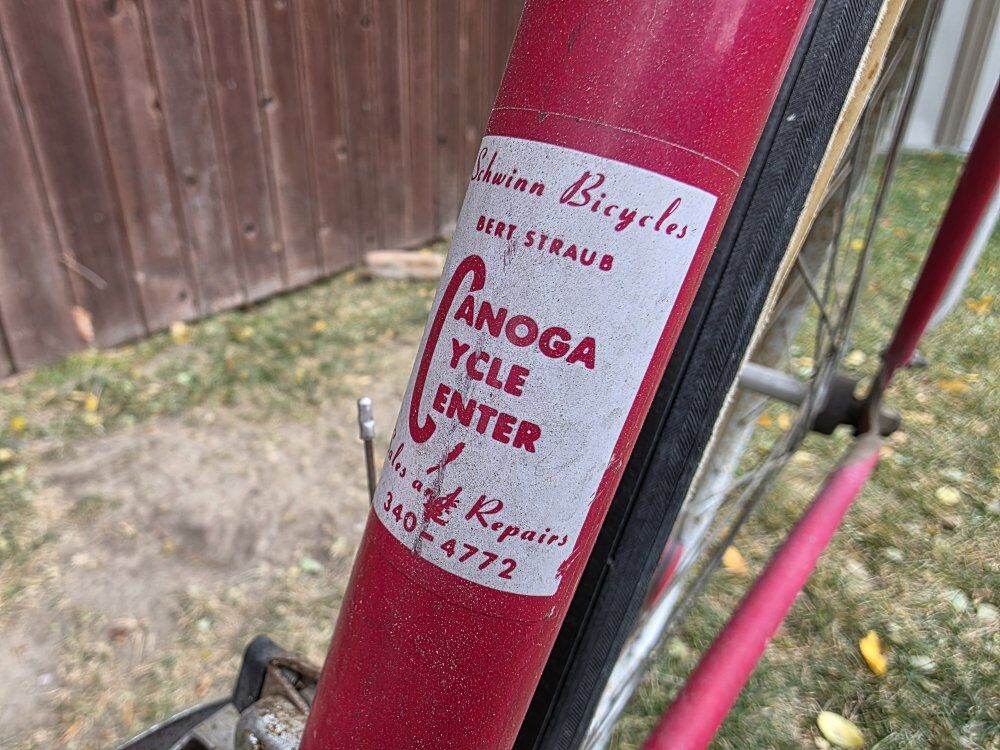 Schwinn Bicycles
BERT STRAUB
CANOGA
CYCLE
CENTER
Sales and Repairs
340-4772